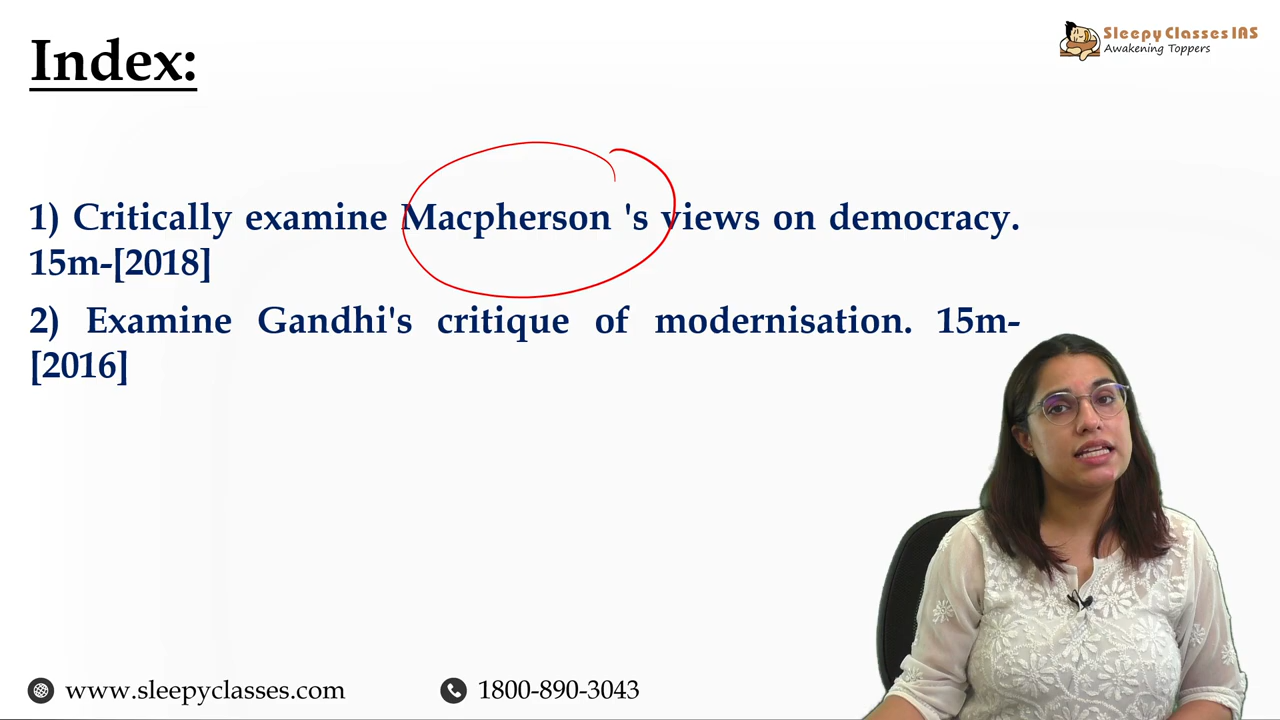 Index:
Sleepy Classes IAS
Awakening Toppers
1) Critically examine Macpherson 's views on democracy.
15m-[2018]
2) Examine Gandhi's critique of modernisation. 15m-
[2016]
www.sleepyclasses.com
1800-890-3043